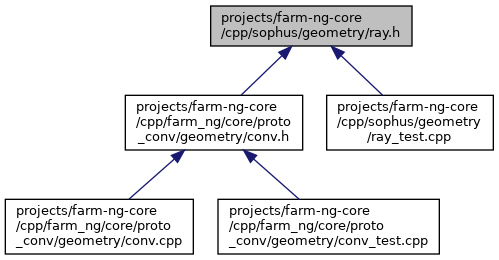 projects/farm-ng-core
/cpp/sophus/geometry/ray.h
projects/farm-ng-core
/cpp/farm_ng/core/proto
_conv/geometry/conv.h
projects/farm-ng-core
/cpp/sophus/geometry
/ray_test.cpp
projects/farm-ng-core
/cpp/farm_ng/core/proto
_conv/geometry/conv.cpp
projects/farm-ng-core
/cpp/farm_ng/core/proto
_conv/geometry/conv_test.cpp